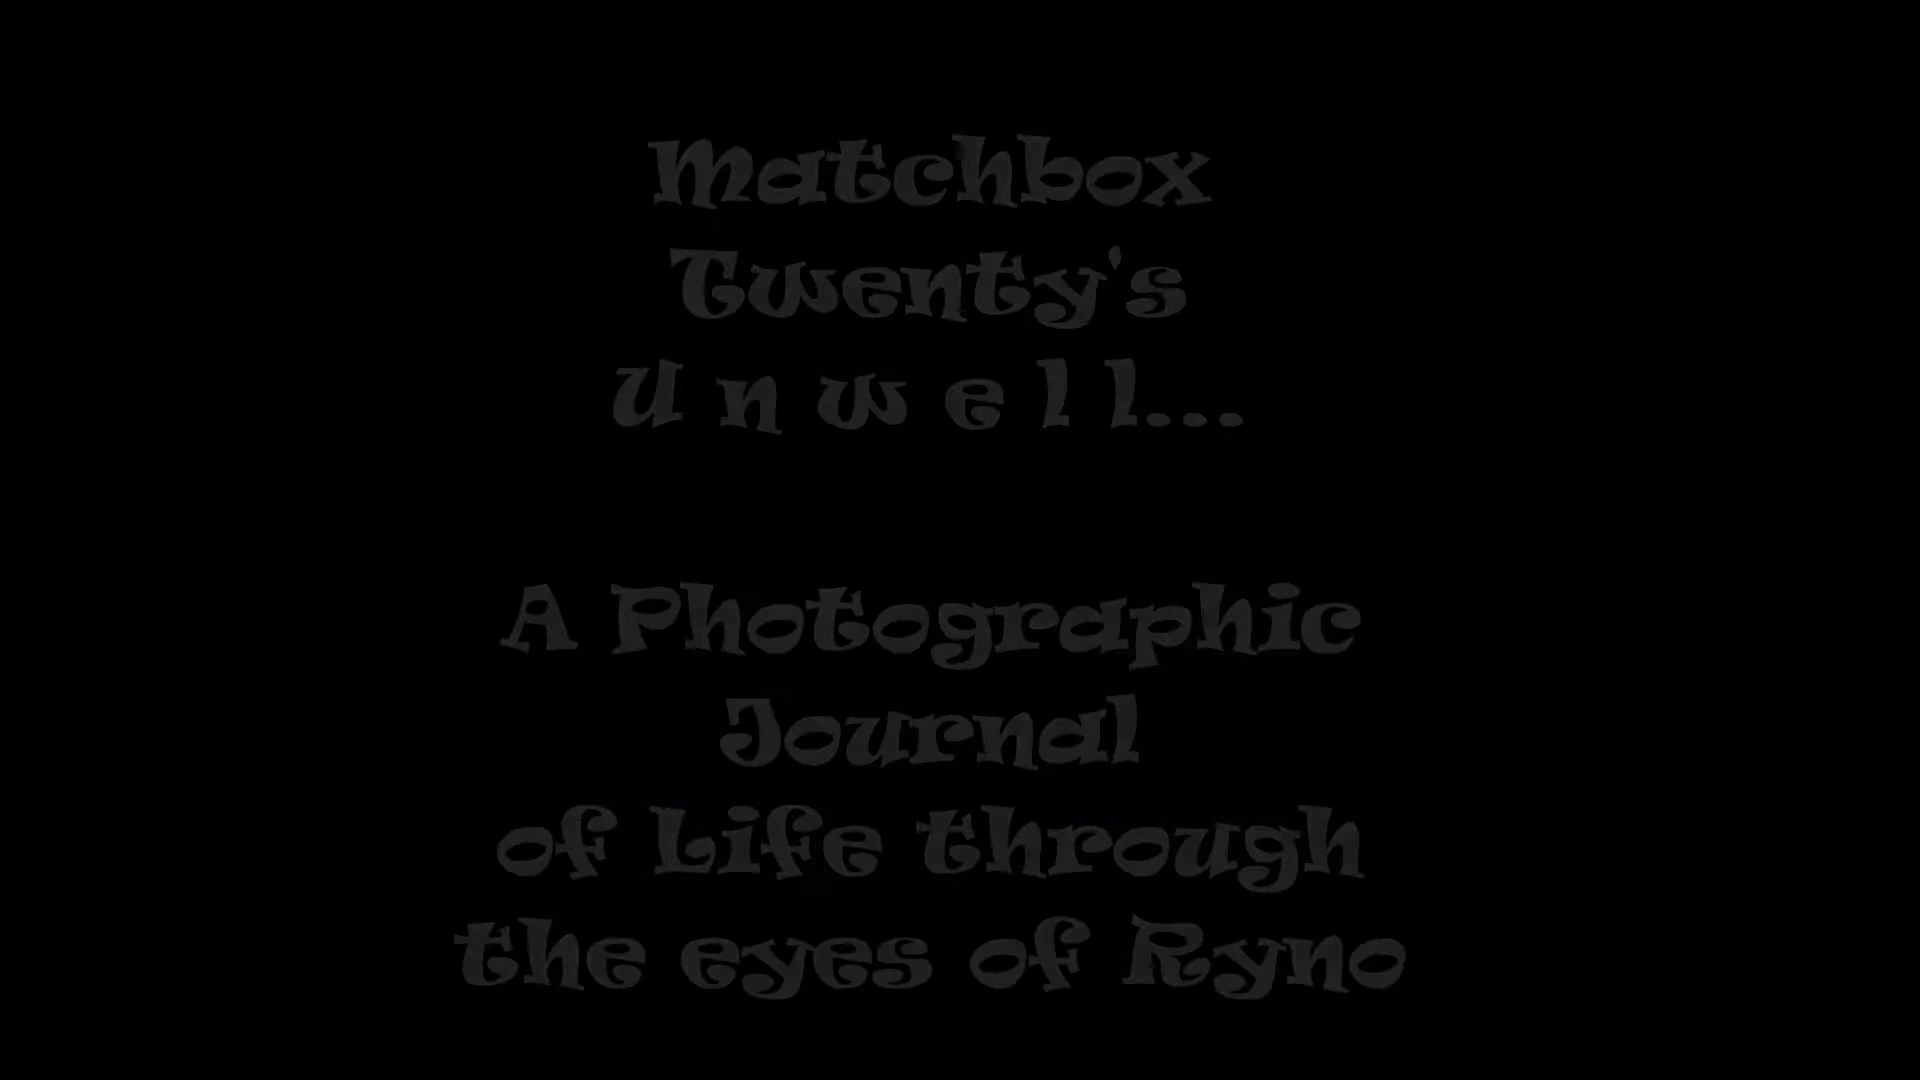 Matchbox
Twenty's
U n w e l l...
A Photographic
Journal
of Life through
the eyes of Ryno